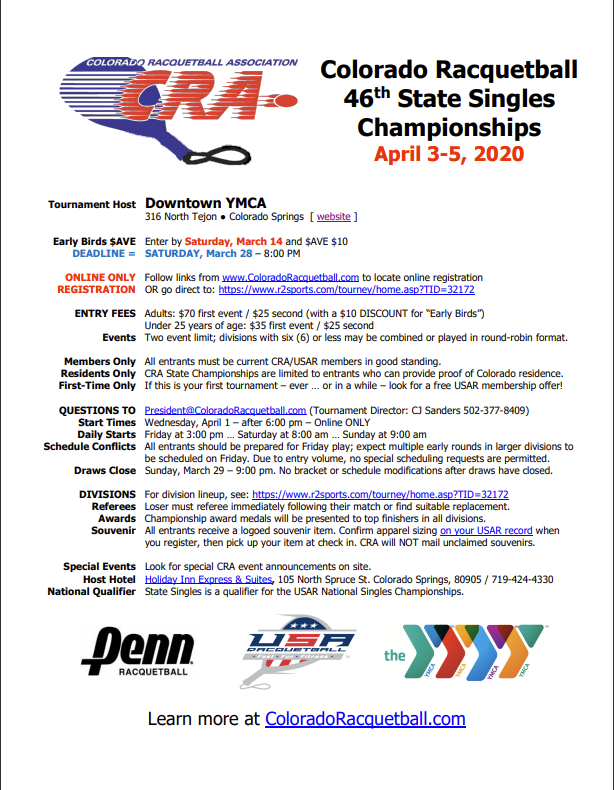 COLORADO RACQUETBALL ASSOCIATION
CRA
Colorado Racquetball
46th State Singles
Championships
April 3-5, 2020
Tournament Host Downtown YMCA
316 North Tejon ● Colorado Springs [ website ]
Early Birds $AVE Enter by Saturday, March 14 and $AVE $10
DEADLINE = SATURDAY, March 28 – 8:00 PM
ONLINE ONLY Follow links from www.ColoradoRacquetball.com to locate online registration
REGISTRATION OR go direct to: https://www.r2sports.com/tourney/home.asp?TID=32172
ENTRY FEES Adults: $70 first event / $25 second (with a $10 DISCOUNT for "Early Birds")
Under 25 years of age: $35 first event / $25 second
Events Two event limit; divisions with six (6) or less may be combined or played in round-robin format.
Members Only All entrants must be current CRA/USAR members in good standing.
Residents Only CRA State Championships are limited to entrants who can provide proof of Colorado residence.
First-Time Only If this is your first tournament – ever … or in a while – look for a free USAR membership offer!
QUESTIONS TO President@ColoradoRacquetball.com (Tournament Director: CJ Sanders 502-377-8409)
Start Times Wednesday, April 1 – after 6:00 pm – Online ONLY
Daily Starts Friday at 3:00 pm … Saturday at 8:00 am … Sunday at 9:00 am
Schedule Conflicts All entrants should be prepared for Friday play; expect multiple early rounds in larger divisions to
be scheduled on Friday. Due to entry volume, no special scheduling requests are permitted.
Draws Close Sunday, March 29 – 9:00 pm. No bracket or schedule modifications after draws have closed.
DIVISIONS For division lineup, see: https://www.r2sports.com/tourney/home.asp?TID=32172
Referees Loser must referee immediately following their match or find suitable replacement.
Awards Championship award medals will be presented to top finishers in all divisions.
Souvenir All entrants receive a logoed souvenir item. Confirm apparel sizing on your USAR record when
you register, then pick up your item at check in. CRA will NOT mail unclaimed souvenirs.
Special Events Look for special CRA event announcements on site.
Host Hotel Holiday Inn Express & Suites, 105 North Spruce St. Colorado Springs, 80905 / 719-424-4330
National Qualifier State Singles is a qualifier for the USAR National Singles Championships.
Penn
RACQUETBALL
USA
RACQUETBALL
the YMCA YMCA YMCA YMCA
Learn more at ColoradoRacquetball.com